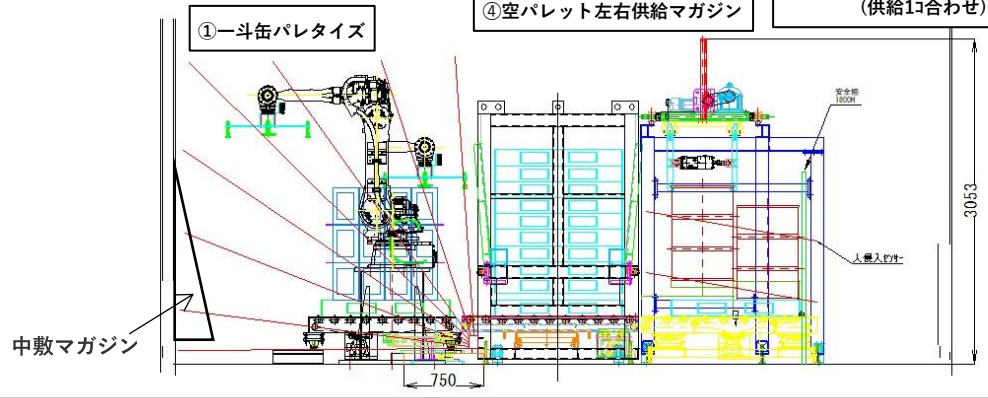 ①一斗缶パレタイズ
④空パレット左右供給マガジン
(供給1コ合わせ)
安全柵
1800H
3053
人侵入センサー
中敷マガジン
750